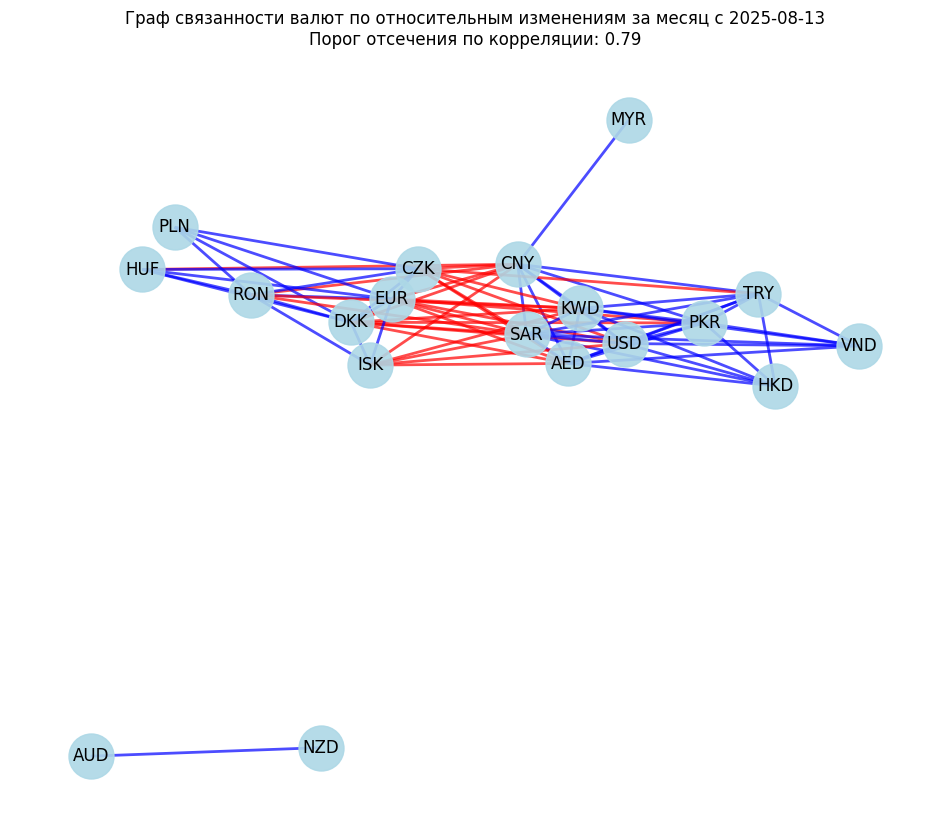 Граф связанности валют по относительным изменениям за месяц с 2025-08-13
Порог отсечения по корреляции: 0.79
MYR
PLN
HUF
CZK
CNY
RON
EUR
KWD
TRY
DKK
SAR
PKR
USD
VND
ISK
AED
HKD
AUD
NZD